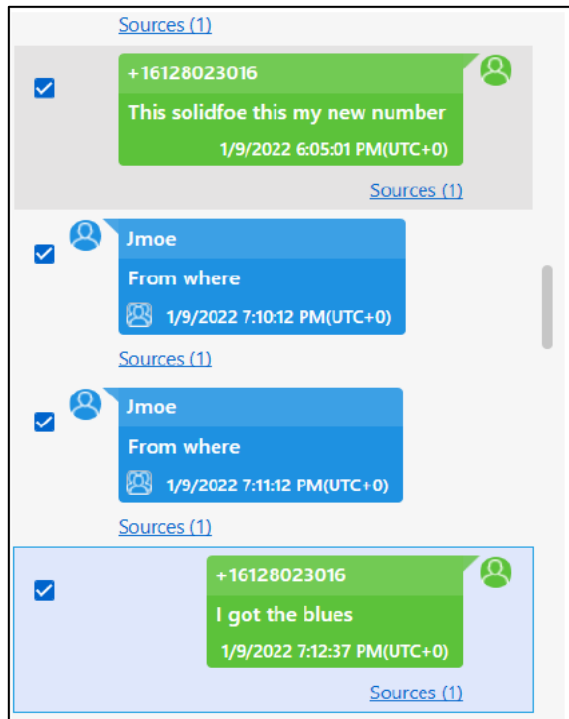 Sources (1)
+16128023016
This solidfoe this my new number
1/9/2022 6:05:01 PM(UTC+0)
Sources (1)
Jmoe
From where
1/9/2022 7:10:12 PM(UTC+0)
Sources (1)
Jmoe
From where
1/9/2022 7:11:12 PM(UTC+0)
Sources (1)
+16128023016
I got the blues
1/9/2022 7:12:37 PM(UTC+0)
Sources (1)